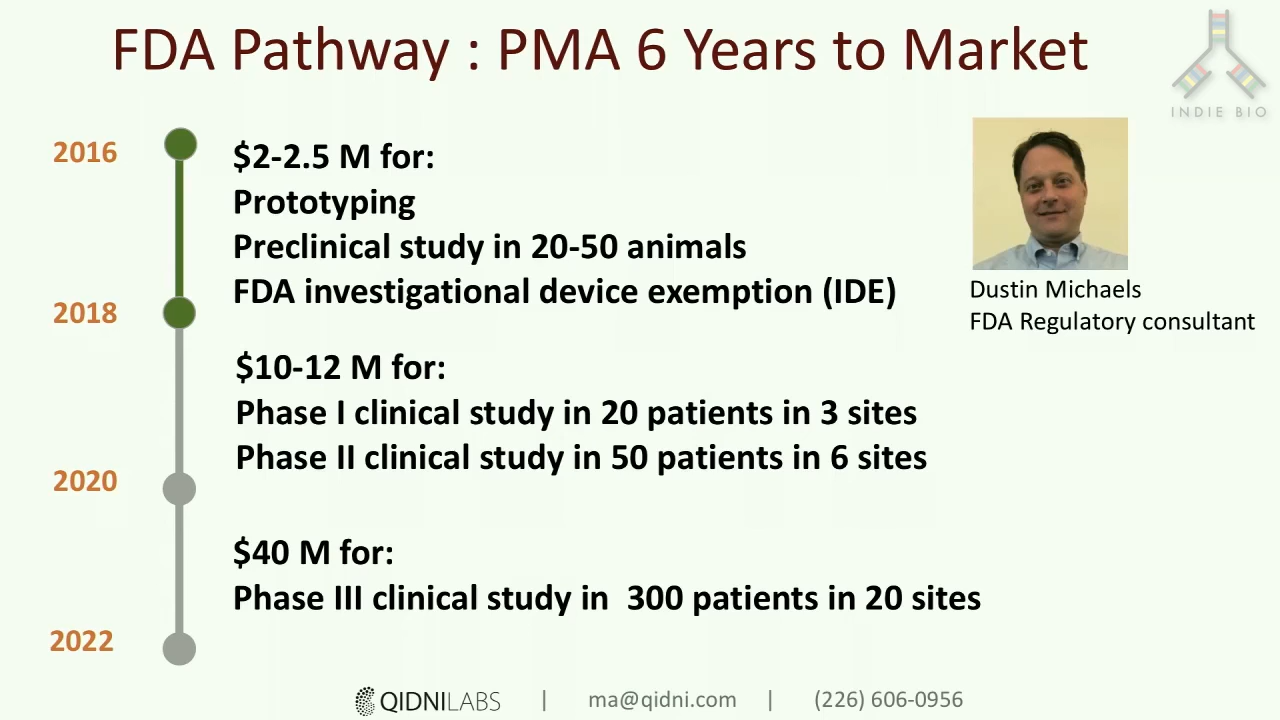 FDA Pathway : PMA 6 Years to Market
INDIE BIO
2016
$2-2.5 M for:
Prototyping
Preclinical study in 20-50 animals
FDA investigational device exemption (IDE)
Dustin Michaels
FDA Regulatory consultant
2018
$10-12 M for:
Phase I clinical study in 20 patients in 3 sites
Phase II clinical study in 50 patients in 6 sites
2020
$40 M for:
Phase III clinical study in 300 patients in 20 sites
2022
QIDNILABS | ma@qidni.com | (226) 606-0956